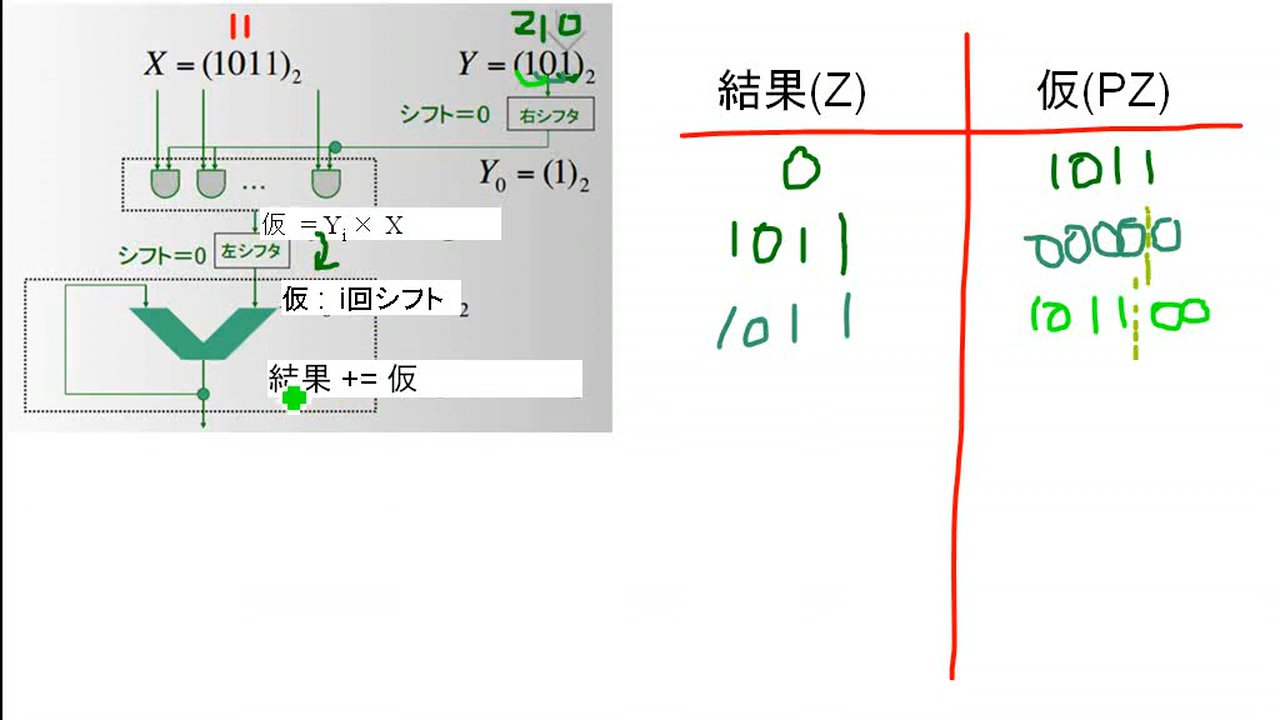 11
210
X = (1011)₂
Y = (101)₂
シフト=0
右シフタ
Y₀ = (1)₂
...
仮 = Yᵢ × X
シフト=0
左シフタ
仮 : i回シフト
2
結果 += 仮
結果(Z) 仮(PZ)
0 1011
1011 00000
1011 101100